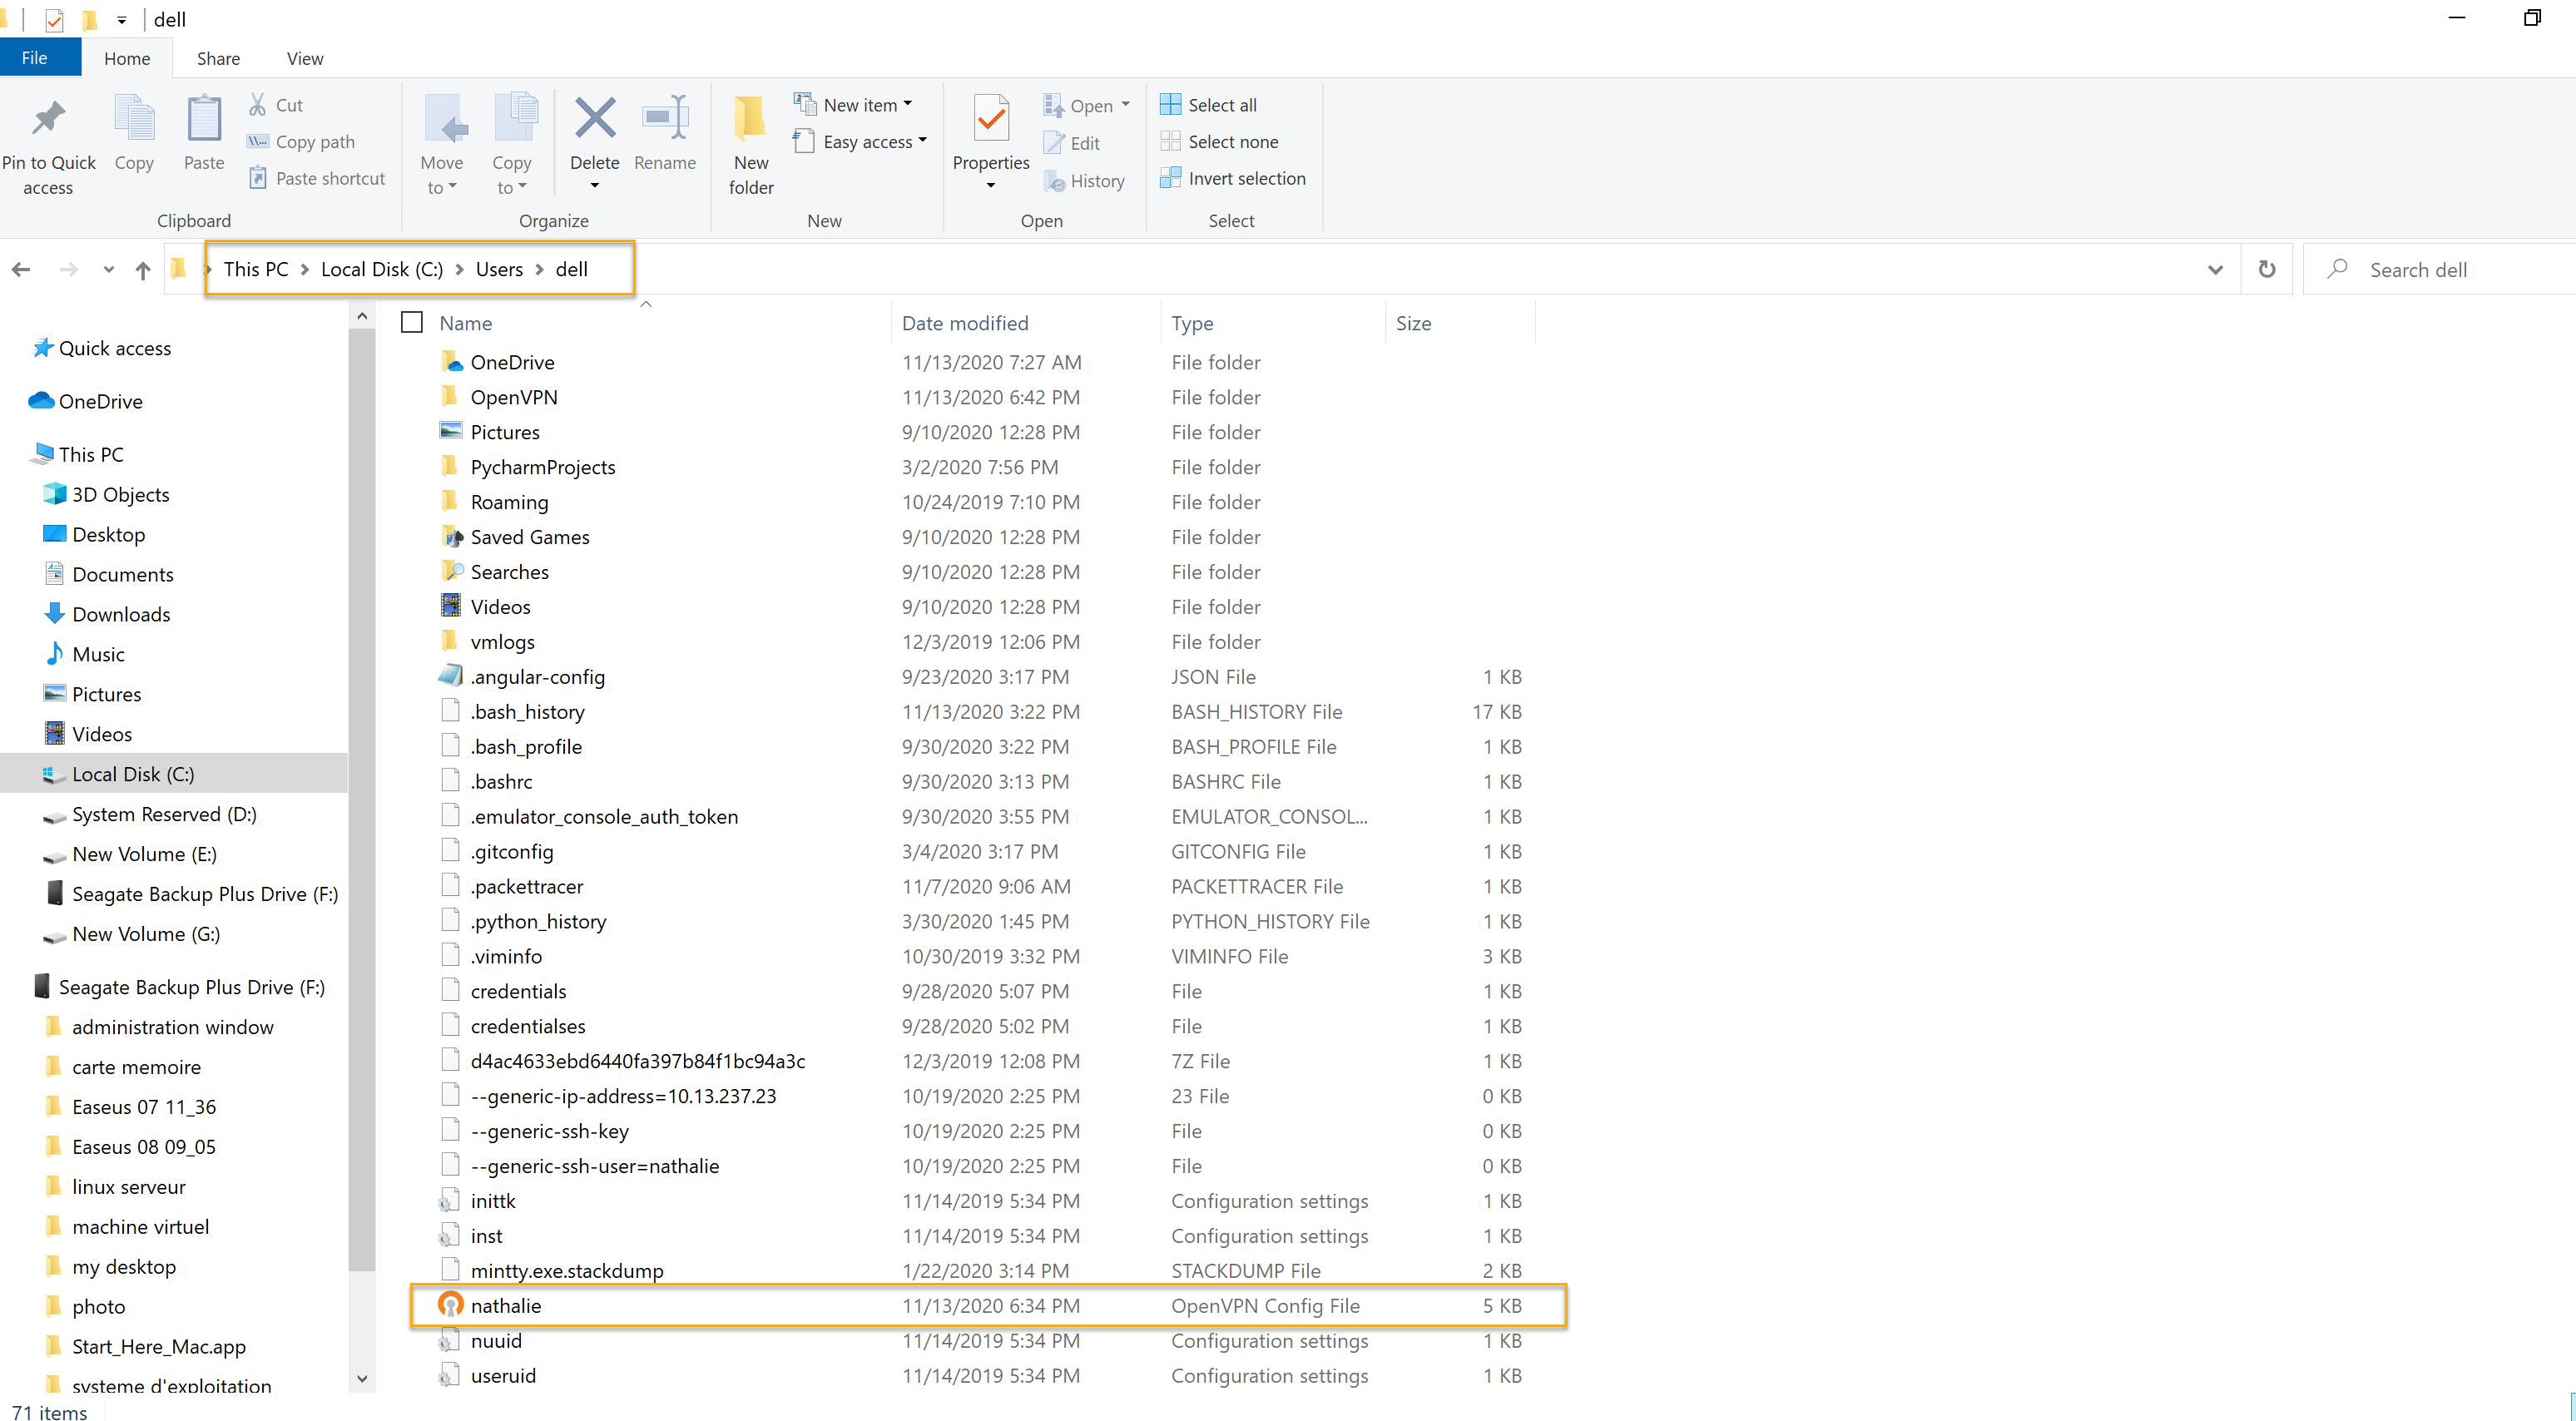 dell
File Home Share View
Pin to Quick access
Copy
Paste
Cut
Copy path
Paste shortcut
Clipboard
Move to
Copy to
Delete
Rename
Organize
New folder
New item
Easy access
New
Properties
Open
Edit
History
Open
Select all
Select none
Invert selection
Select
This PC Local Disk (C:) Users dell
Search dell
Quick access
OneDrive
This PC
3D Objects
Desktop
Documents
Downloads
Music
Pictures
Videos
Local Disk (C:)
System Reserved (D:)
New Volume (E:)
Seagate Backup Plus Drive (F:)
New Volume (G:)
Seagate Backup Plus Drive (F:)
administration window
carte memoire
Easeus 07 11_36
Easeus 08 09_05
linux serveur
machine virtuel
my desktop
photo
Start_Here_Mac.app
systeme d'exploitation
Name Date modified Type Size
OneDrive 11/13/2020 7:27 AM File folder
OpenVPN 11/13/2020 6:42 PM File folder
Pictures 9/10/2020 12:28 PM File folder
PycharmProjects 3/2/2020 7:56 PM File folder
Roaming 10/24/2019 7:10 PM File folder
Saved Games 9/10/2020 12:28 PM File folder
Searches 9/10/2020 12:28 PM File folder
Videos 9/10/2020 12:28 PM File folder
vmlogs 12/3/2019 12:06 PM File folder
.angular-config 9/23/2020 3:17 PM JSON File 1 KB
.bash_history 11/13/2020 3:22 PM BASH_HISTORY File 17 KB
.bash_profile 9/30/2020 3:22 PM BASH_PROFILE File 1 KB
.bashrc 9/30/2020 3:13 PM BASHRC File 1 KB
.emulator_console_auth_token 9/30/2020 3:55 PM EMULATOR_CONSOL... 1 KB
.gitconfig 3/4/2020 3:17 PM GITCONFIG File 1 KB
.packettracer 11/7/2020 9:06 AM PACKETTRACER File 1 KB
.python_history 3/30/2020 1:45 PM PYTHON_HISTORY File 1 KB
.viminfo 10/30/2019 3:32 PM VIMINFO File 3 KB
credentials 9/28/2020 5:07 PM File 1 KB
credentialses 9/28/2020 5:02 PM File 1 KB
d4ac4633ebd6440fa397b84f1bc94a3c 12/3/2019 12:08 PM 7Z File 1 KB
--generic-ip-address=10.13.237.23 10/19/2020 2:25 PM 23 File 0 KB
--generic-ssh-key 10/19/2020 2:25 PM File 0 KB
--generic-ssh-user=nathalie 10/19/2020 2:25 PM File 0 KB
inittk 11/14/2019 5:34 PM Configuration settings 1 KB
inst 11/14/2019 5:34 PM Configuration settings 1 KB
mintty.exe.stackdump 1/22/2020 3:14 PM STACKDUMP File 2 KB
nathalie 11/13/2020 6:34 PM OpenVPN Config File 5 KB
nuuid 11/14/2019 5:34 PM Configuration settings 1 KB
useruid 11/14/2019 5:34 PM Configuration settings 1 KB
71 items